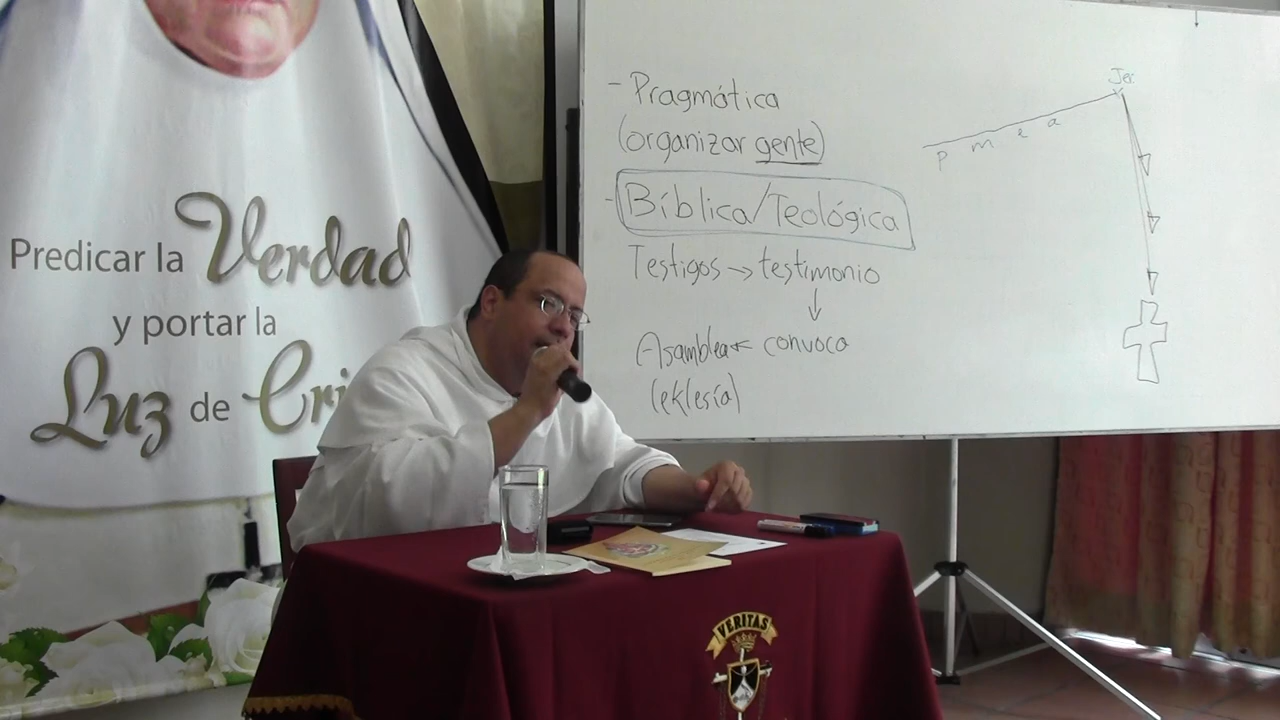 Predicar la Verdad
y portar la
Luz de Cri
- Pragmática
(organizar gente)
- Bíblica/Teológica
Testigos → testimonio
↓
Asamblea ← convoca
(eklesía)
Jer
P m e a
VERITAS